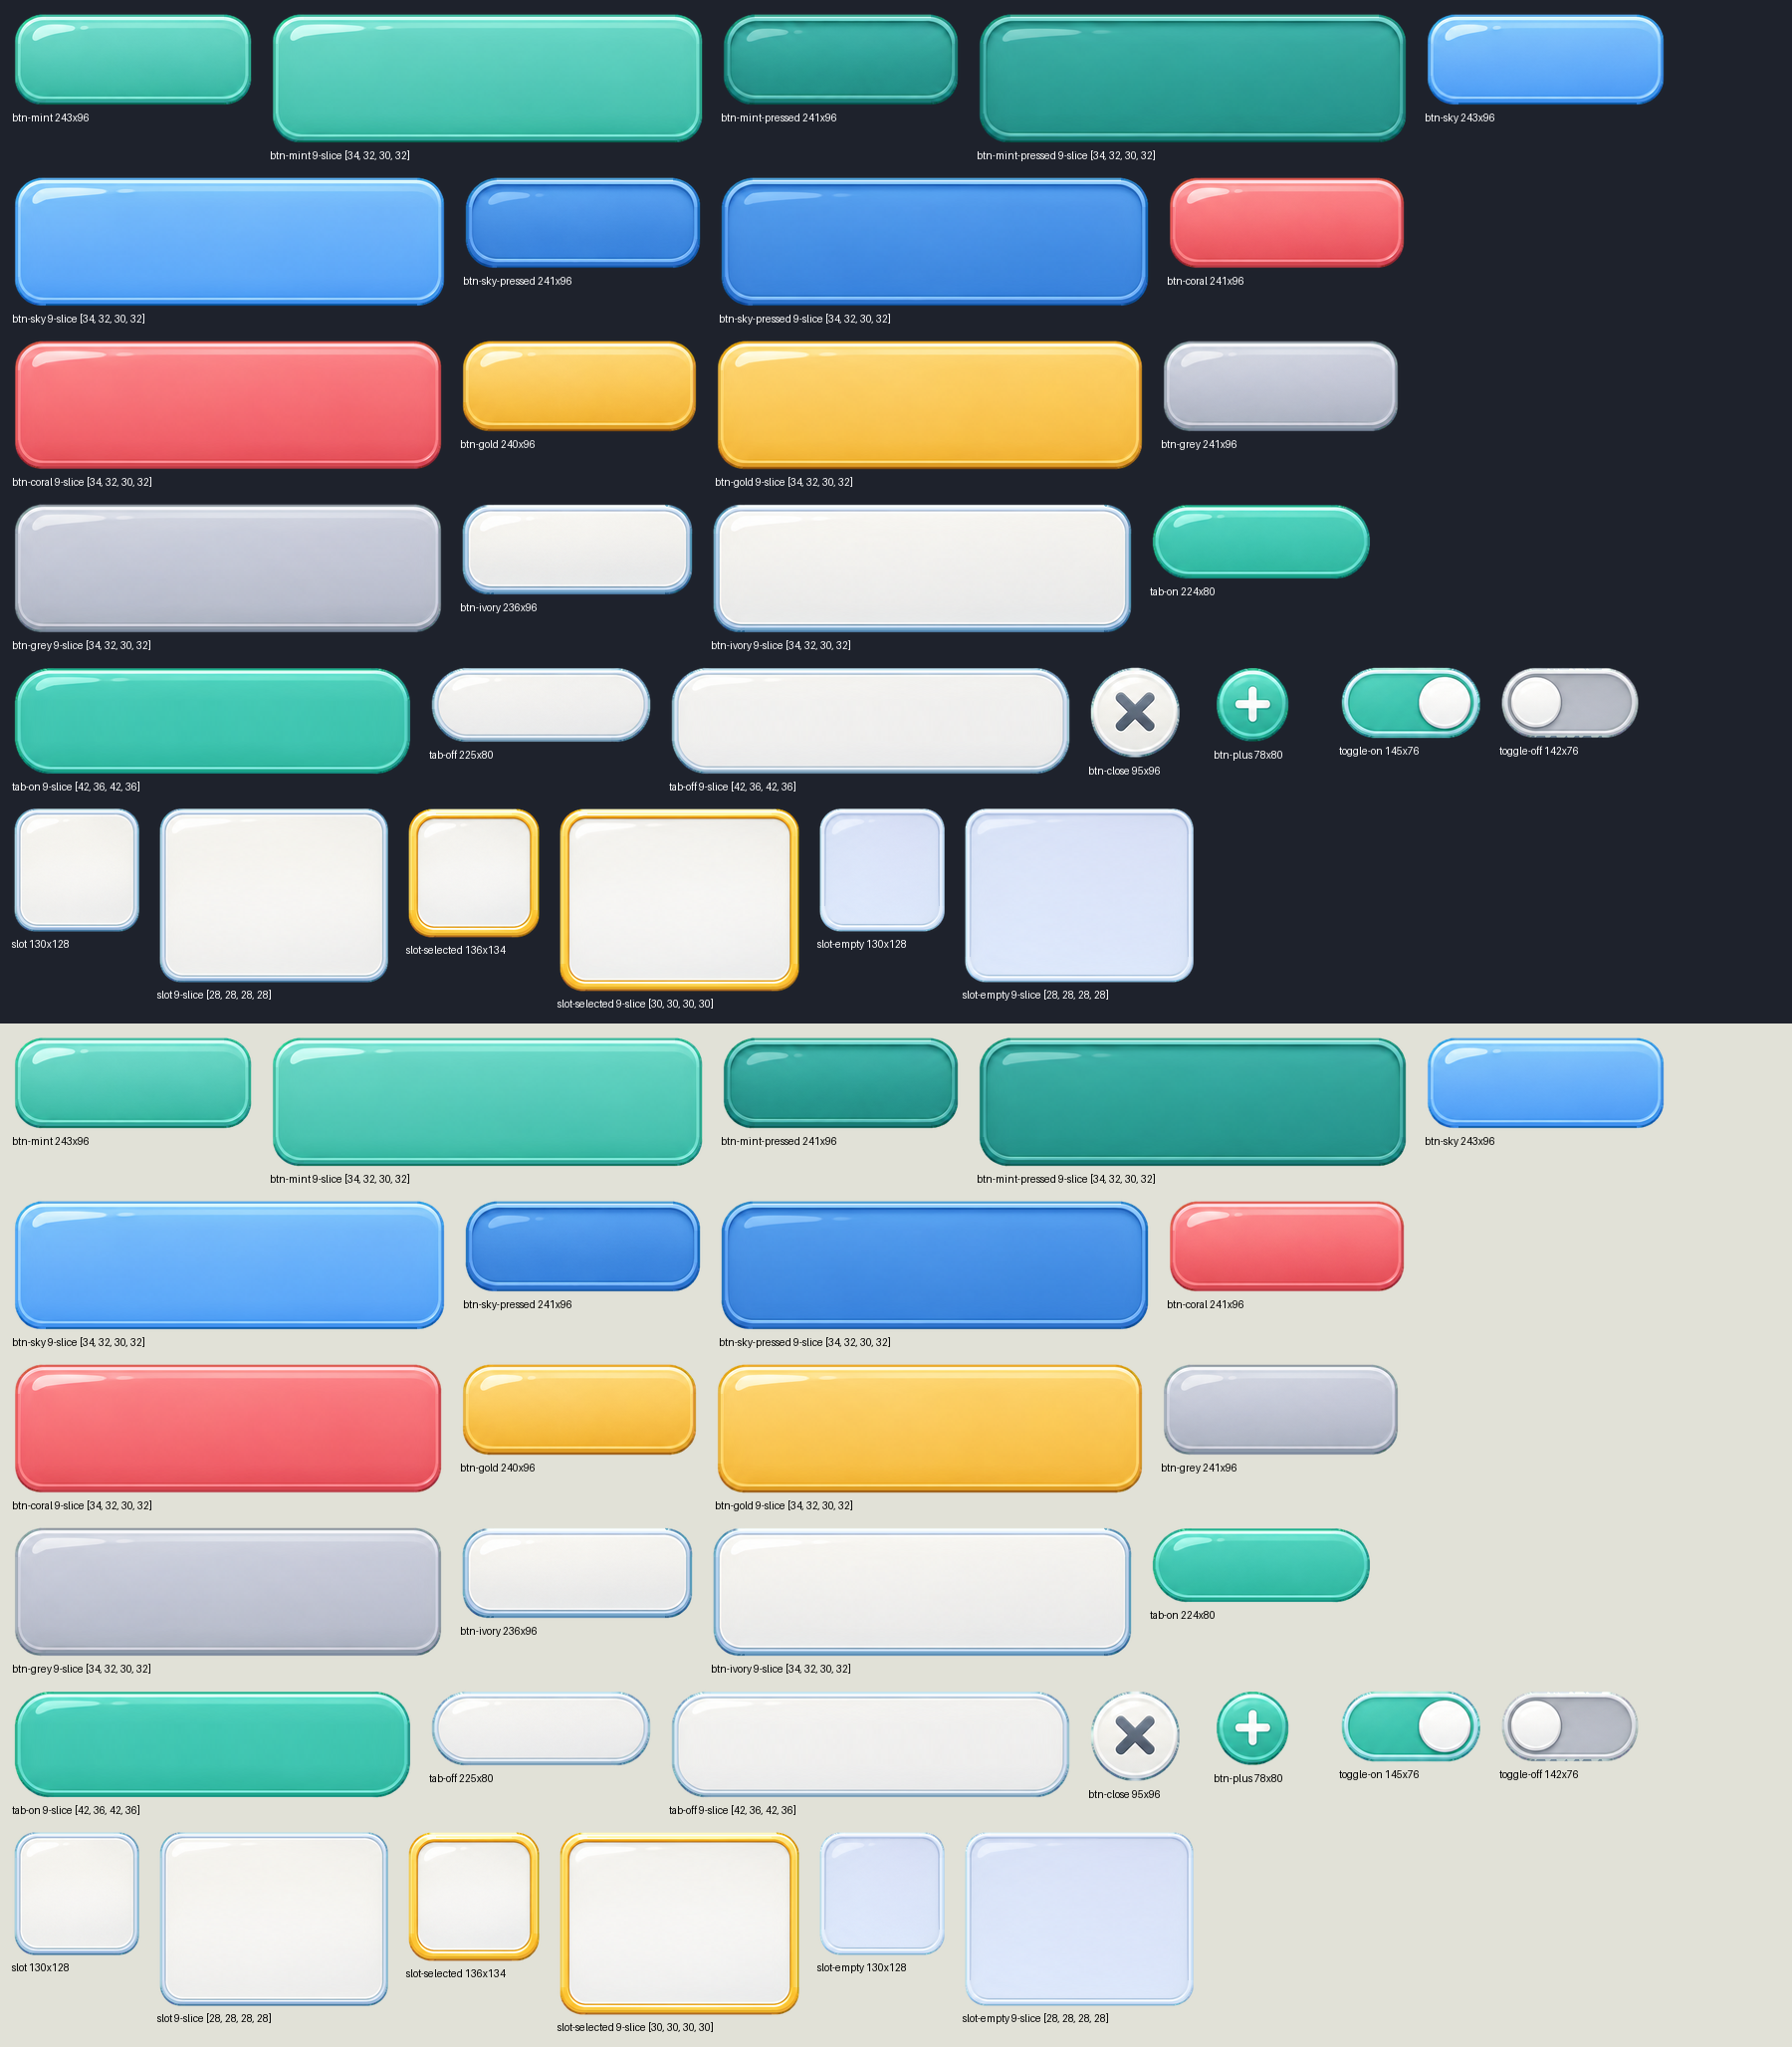 btn-mint 243x96
btn-mint 9-slice [34, 32, 30, 32]
btn-mint-pressed 241x96
btn-mint-pressed 9-slice [34, 32, 30, 32]
btn-sky 243x96
btn-sky 9-slice [34, 32, 30, 32]
btn-sky-pressed 241x96
btn-sky-pressed 9-slice [34, 32, 30, 32]
btn-coral 241x96
btn-coral 9-slice [34, 32, 30, 32]
btn-gold 240x96
btn-gold 9-slice [34, 32, 30, 32]
btn-grey 241x96
btn-grey 9-slice [34, 32, 30, 32]
btn-ivory 236x96
btn-ivory 9-slice [34, 32, 30, 32]
tab-on 224x80
tab-on 9-slice [42, 36, 42, 36]
tab-off 225x80
tab-off 9-slice [42, 36, 42, 36]
btn-close 95x96
btn-plus 78x80
toggle-on 145x76
toggle-off 142x76
slot 130x128
slot 9-slice [28, 28, 28, 28]
slot-selected 136x134
slot-selected 9-slice [30, 30, 30, 30]
slot-empty 130x128
slot-empty 9-slice [28, 28, 28, 28]
btn-mint 243x96
btn-mint 9-slice [34, 32, 30, 32]
btn-mint-pressed 241x96
btn-mint-pressed 9-slice [34, 32, 30, 32]
btn-sky 243x96
btn-sky 9-slice [34, 32, 30, 32]
btn-sky-pressed 241x96
btn-sky-pressed 9-slice [34, 32, 30, 32]
btn-coral 241x96
btn-coral 9-slice [34, 32, 30, 32]
btn-gold 240x96
btn-gold 9-slice [34, 32, 30, 32]
btn-grey 241x96
btn-grey 9-slice [34, 32, 30, 32]
btn-ivory 236x96
btn-ivory 9-slice [34, 32, 30, 32]
tab-on 224x80
tab-on 9-slice [42, 36, 42, 36]
tab-off 225x80
tab-off 9-slice [42, 36, 42, 36]
btn-close 95x96
btn-plus 78x80
toggle-on 145x76
toggle-off 142x76
slot 130x128
slot 9-slice [28, 28, 28, 28]
slot-selected 136x134
slot-selected 9-slice [30, 30, 30, 30]
slot-empty 130x128
slot-empty 9-slice [28, 28, 28, 28]